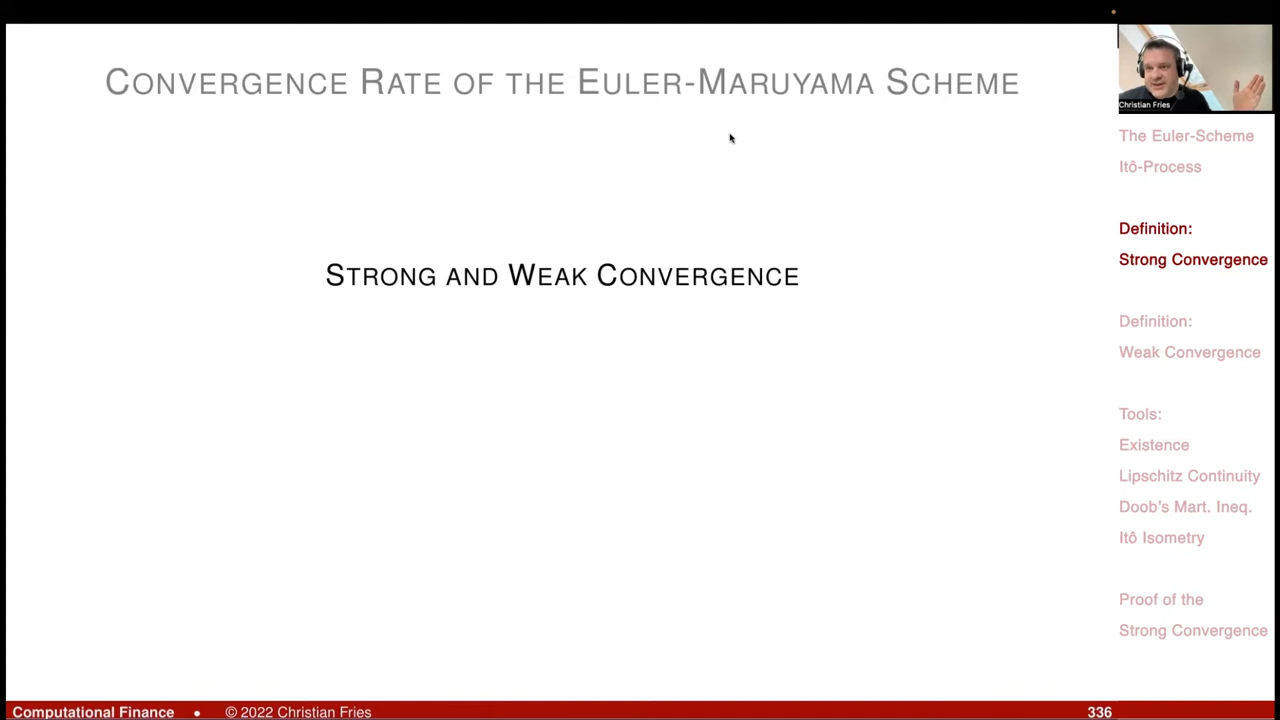 CONVERGENCE RATE OF THE EULER-MARUYAMA SCHEME
Christian Fries
STRONG AND WEAK CONVERGENCE
The Euler-Scheme
Itô-Process
Definition:
Strong Convergence
Definition:
Weak Convergence
Tools:
Existence
Lipschitz Continuity
Doob's Mart. Ineq.
Itô Isometry
Proof of the
Strong Convergence
Computational Finance • © 2022 Christian Fries 336